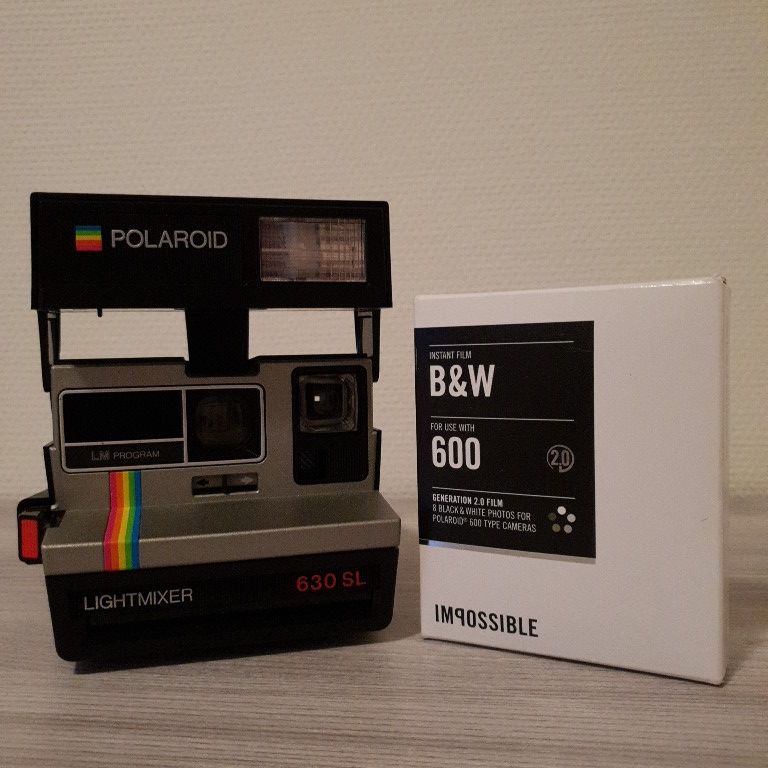 POLAROID
LM PROGRAM
LIGHTMIXER
630 SL
INSTANT FILM
B&W
FOR USE WITH
600
2.0
GENERATION 2.0 FILM
8 BLACK & WHITE PHOTOS FOR
POLAROID® 600 TYPE CAMERAS
IMPOSSIBLE